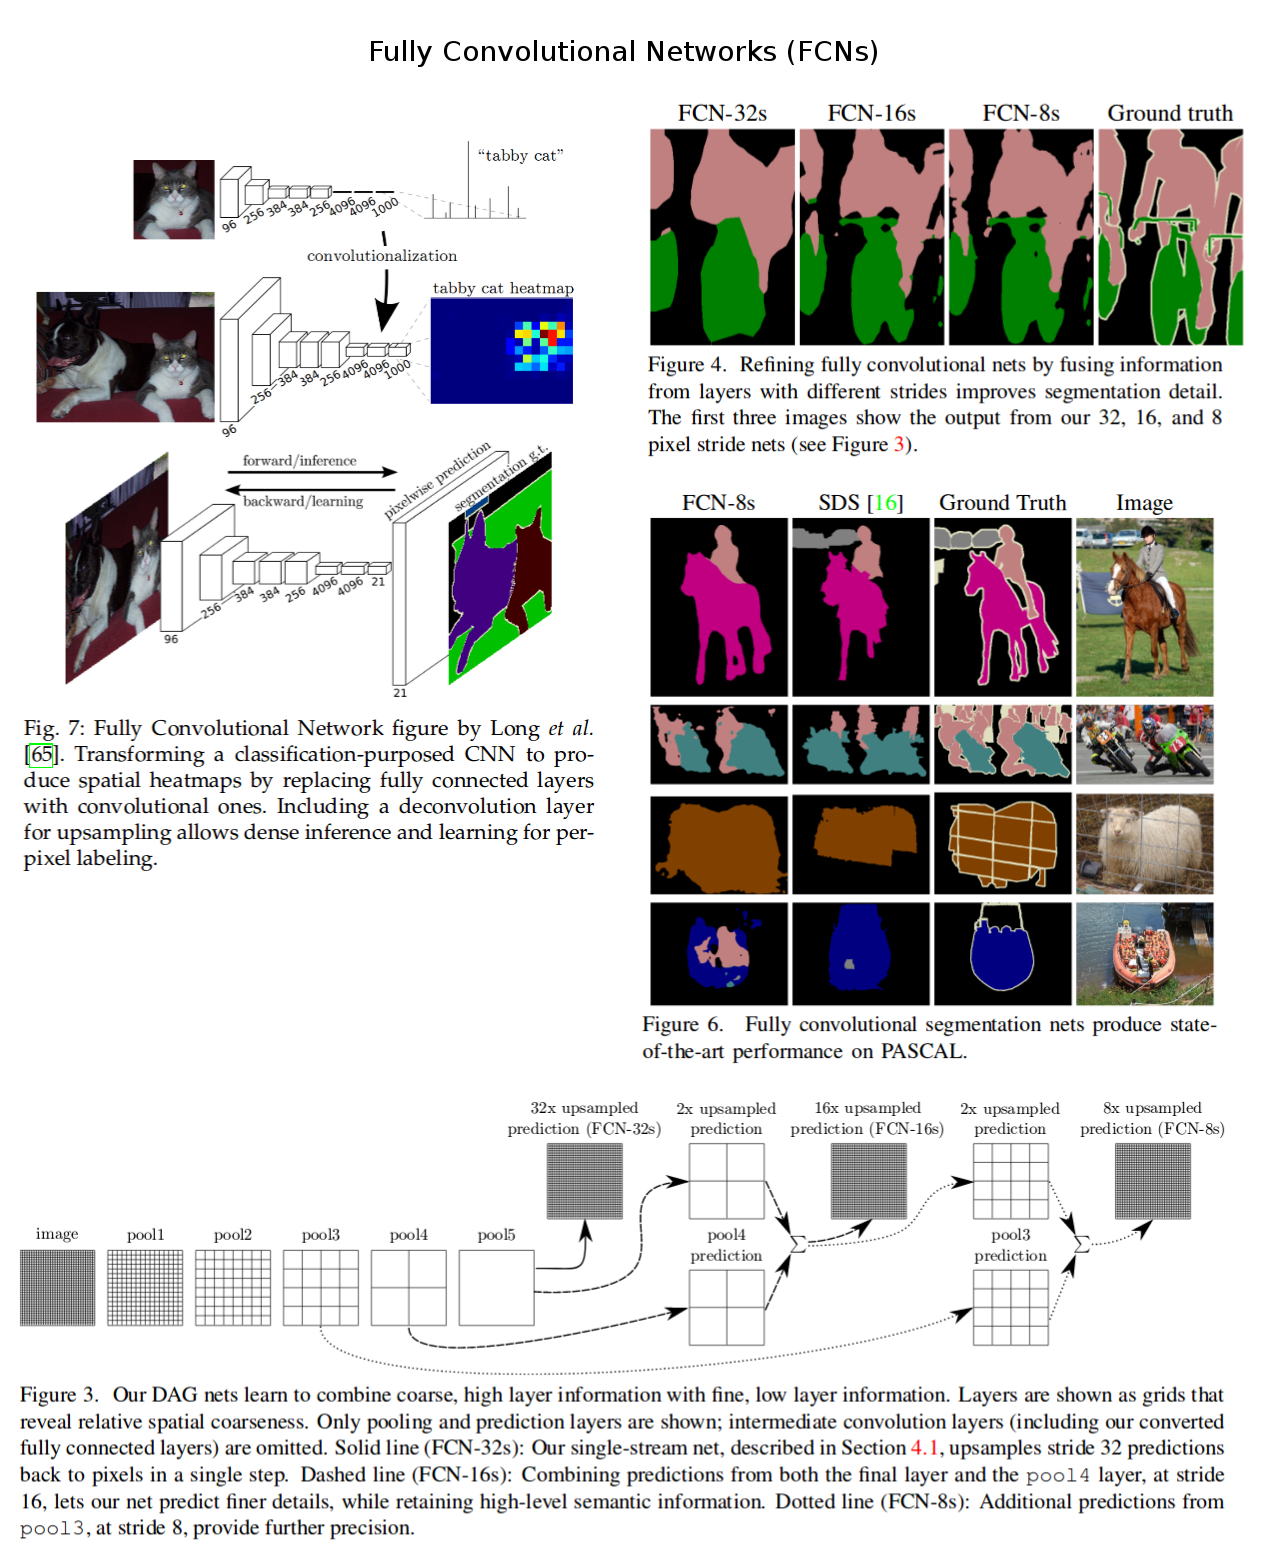 Fully Convolutional Networks (FCNs)
“tabby cat”
96 256 384 384 256 4096 4096 1000
convolutionalization
tabby cat heatmap
96 256 384 384 256 4096 4096 1000
forward/inference
backward/learning
pixelwise prediction
segmentation g.t.
96 256 384 384 256 4096 4096 21
21
Fig. 7: Fully Convolutional Network figure by Long et al.
[65]. Transforming a classification-purposed CNN to pro-
duce spatial heatmaps by replacing fully connected layers
with convolutional ones. Including a deconvolution layer
for upsampling allows dense inference and learning for per-
pixel labeling.
FCN-32s FCN-16s FCN-8s Ground truth
Figure 4. Refining fully convolutional nets by fusing information
from layers with different strides improves segmentation detail.
The first three images show the output from our 32, 16, and 8
pixel stride nets (see Figure 3).
FCN-8s SDS [16] Ground Truth Image
Figure 6. Fully convolutional segmentation nets produce state-
of-the-art performance on PASCAL.
32x upsampled
prediction (FCN-32s)
2x upsampled
prediction
16x upsampled
prediction (FCN-16s)
2x upsampled
prediction
8x upsampled
prediction (FCN-8s)
image pool1 pool2 pool3 pool4 pool5
pool4
prediction
Σ
pool3
prediction
Σ
Figure 3. Our DAG nets learn to combine coarse, high layer information with fine, low layer information. Layers are shown as grids that
reveal relative spatial coarseness. Only pooling and prediction layers are shown; intermediate convolution layers (including our converted
fully connected layers) are omitted. Solid line (FCN-32s): Our single-stream net, described in Section 4.1, upsamples stride 32 predictions
back to pixels in a single step. Dashed line (FCN-16s): Combining predictions from both the final layer and the pool4 layer, at stride
16, lets our net predict finer details, while retaining high-level semantic information. Dotted line (FCN-8s): Additional predictions from
pool3, at stride 8, provide further precision.